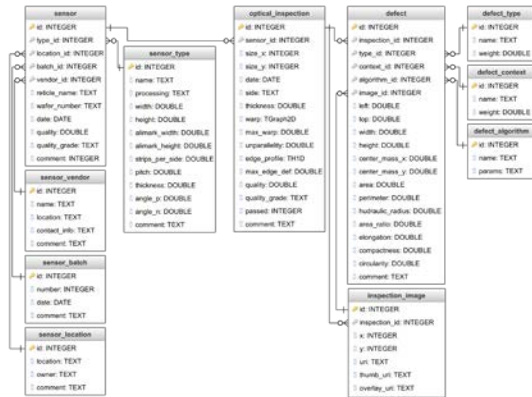 sensor
id: INTEGER
type_id: INTEGER
location_id: INTEGER
batch_id: INTEGER
vendor_id: INTEGER
reticle_name: TEXT
wafer_number: TEXT
date: DATE
quality: DOUBLE
quality_grade: TEXT
comment: INTEGER
sensor_vendor
id: INTEGER
name: TEXT
location: TEXT
contact_info: TEXT
comment: TEXT
sensor_batch
id: INTEGER
number: INTEGER
date: DATE
comment: TEXT
sensor_location
id: INTEGER
location: TEXT
owner: TEXT
comment: TEXT
sensor_type
id: INTEGER
name: TEXT
processing: TEXT
width: DOUBLE
height: DOUBLE
alimark_width: DOUBLE
alimark_height: DOUBLE
strips_per_side: DOUBLE
pitch: DOUBLE
thickness: DOUBLE
angle_p: DOUBLE
angle_n: DOUBLE
comment: TEXT
optical_inspection
id: INTEGER
sensor_id: INTEGER
size_x: INTEGER
size_y: INTEGER
date: DATE
side: TEXT
thickness: DOUBLE
warp: TGraph2D
max_warp: DOUBLE
unparallelity: DOUBLE
edge_profile: TH1D
max_edge_def: DOUBLE
quality: DOUBLE
quality_grade: TEXT
passed: INTEGER
comment: TEXT
defect
id: INTEGER
inspection_id: INTEGER
type_id: INTEGER
context_id: INTEGER
algorithm_id: INTEGER
image_id: INTEGER
left: DOUBLE
top: DOUBLE
width: DOUBLE
height: DOUBLE
center_mass_x: DOUBLE
center_mass_y: DOUBLE
area: DOUBLE
perimeter: DOUBLE
hudraulic_radius: DOUBLE
area_ratio: DOUBLE
elongation: DOUBLE
compactness: DOUBLE
circularity: DOUBLE
comment: TEXT
inspection_image
id: INTEGER
inspection_id: INTEGER
x: INTEGER
y: INTEGER
uri: TEXT
thumb_uri: TEXT
overlay_uri: TEXT
defect_type
id: INTEGER
name: TEXT
weight: DOUBLE
defect_context
id: INTEGER
name: TEXT
weight: DOUBLE
defect_algorithm
id: INTEGER
name: TEXT
params: TEXT